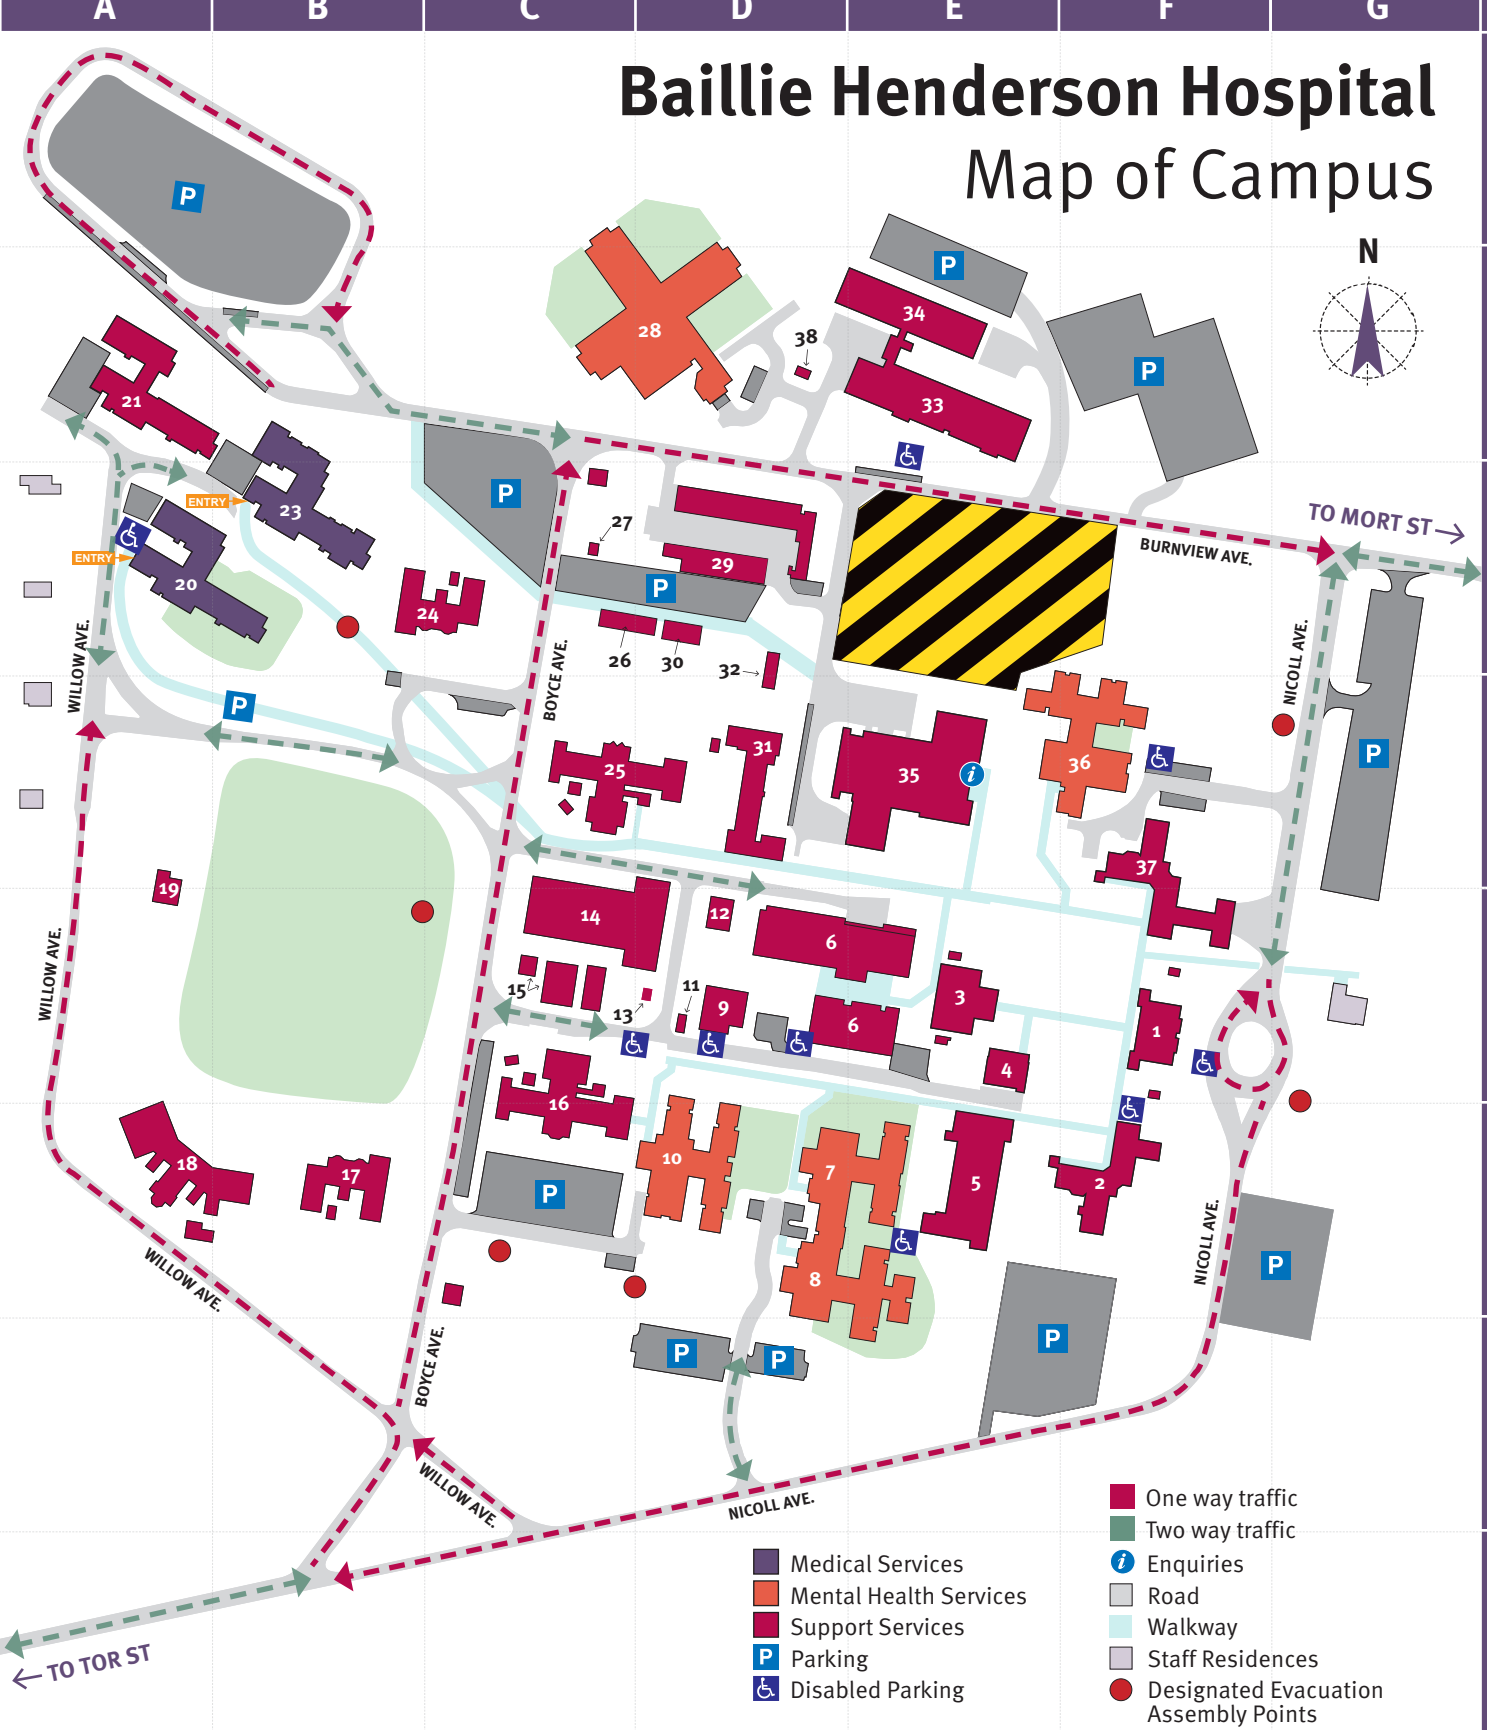 A B C D E F G
Baillie Henderson Hospital
Map of Campus
N
P
P
34
28
38
P
21
33
P
23
ENTRY
27
TO MORT ST
BURNVIEW AVE.
ENTRY
20
29
P
24
26
30
32
WILLOW AVE.
BOYCE AVE.
NICOLL AVE.
P
31
25
35
i
36
P
37
19
14
12
6
WILLOW AVE.
15
13
11
9
3
6
1
4
16
18
17
10
7
5
2
P
WILLOW AVE.
8
NICOLL AVE.
P
BOYCE AVE.
P
P
P
WILLOW AVE.
NICOLL AVE.
TO TOR ST
Medical Services
Mental Health Services
Support Services
P Parking
Disabled Parking
One way traffic
Two way traffic
i Enquiries
Road
Walkway
Staff Residences
Designated Evacuation
Assembly Points